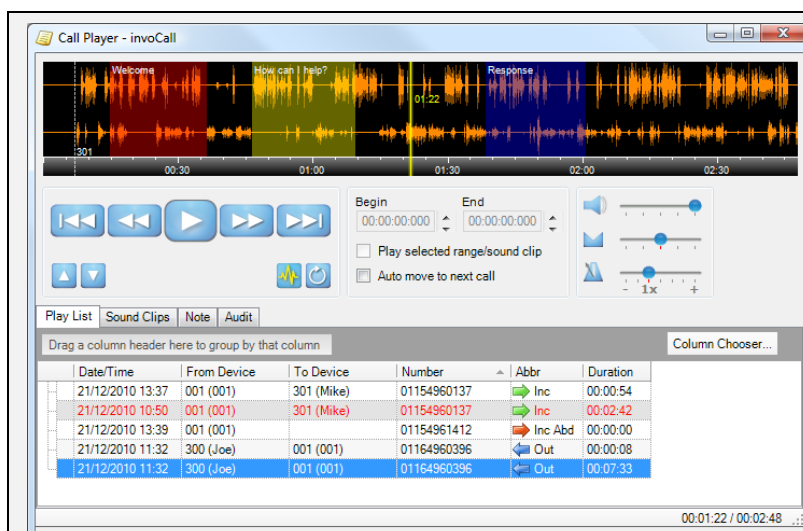 Call Player - invoCall
Welcome
How can I help?
Response
01:22
301
00:30 01:00 01:30 02:00 02:30
Begin End
00:00:00:000 00:00:00:000
Play selected range/sound clip
Auto move to next call
- 1x +
Play List Sound Clips Note Audit
Drag a column header here to group by that column
Column Chooser...
Date/Time From Device To Device Number Abbr Duration
21/12/2010 13:37 001 (001) 301 (Mike) 01154960137 Inc 00:00:54
21/12/2010 10:50 001 (001) 301 (Mike) 01154960137 Inc 00:02:42
21/12/2010 13:39 001 (001) 01154961412 Inc Abd 00:00:00
21/12/2010 11:32 300 (Joe) 001 (001) 01164960396 Out 00:00:08
21/12/2010 11:32 300 (Joe) 001 (001) 01164960396 Out 00:07:33
00:01:22 / 00:02:48